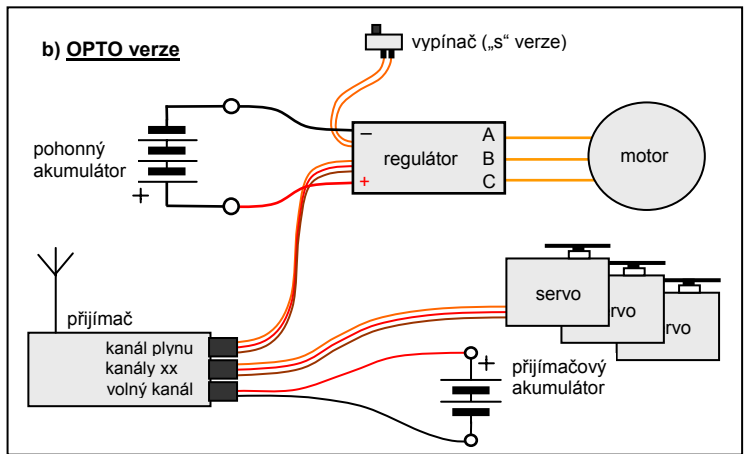 b) OPTO verze
vypínač („s“ verze)
pohonný
akumulátor
+
−
+
regulátor
A
B
C
motor
přijímač
kanál plynu
kanály xx
volný kanál
servo
rvo
rvo
+
přijímačový
akumulátor